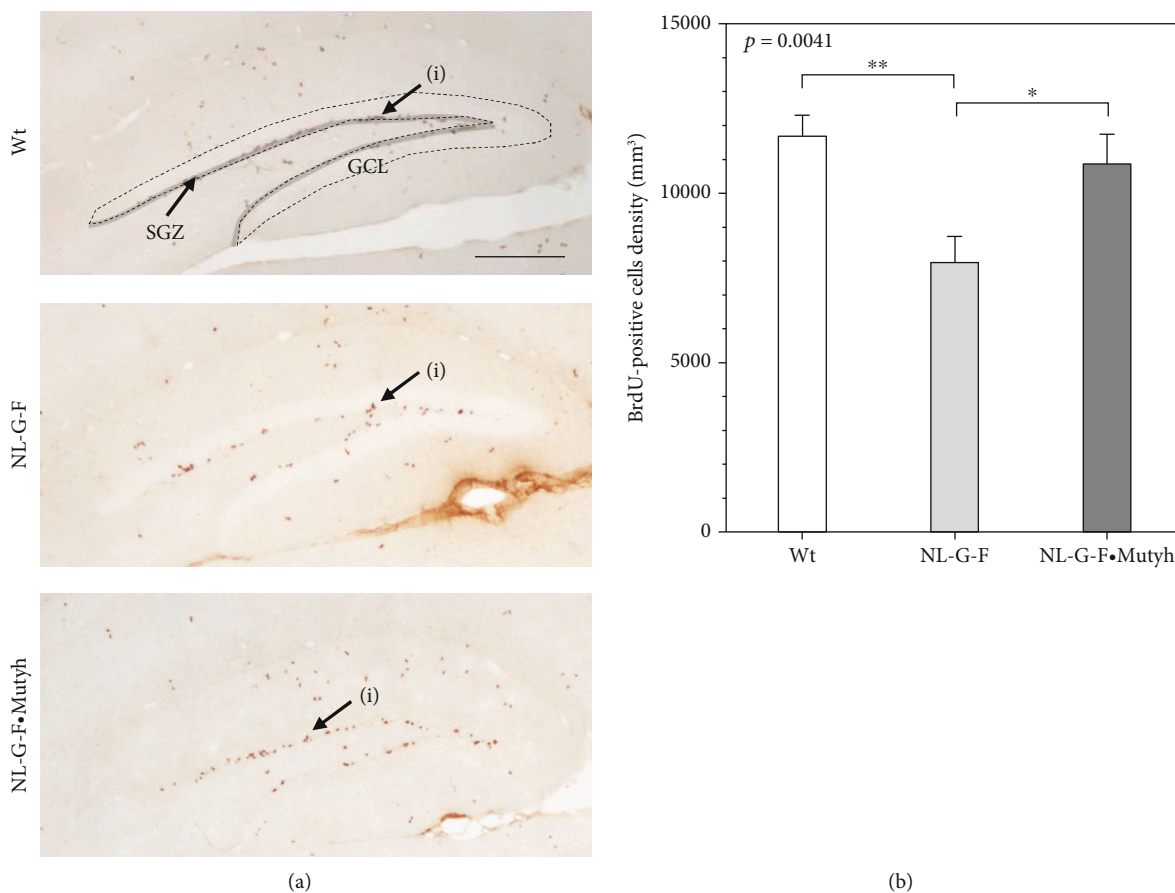 Wt
(i)
GCL
SGZ
NL-G-F
(i)
NL-G-F•Mutyh
(i)
(a)
15000
p = 0.0041
**
*
10000
5000
0
BrdU-positive cells density (mm³)
Wt
NL-G-F
NL-G-F•Mutyh
(b)